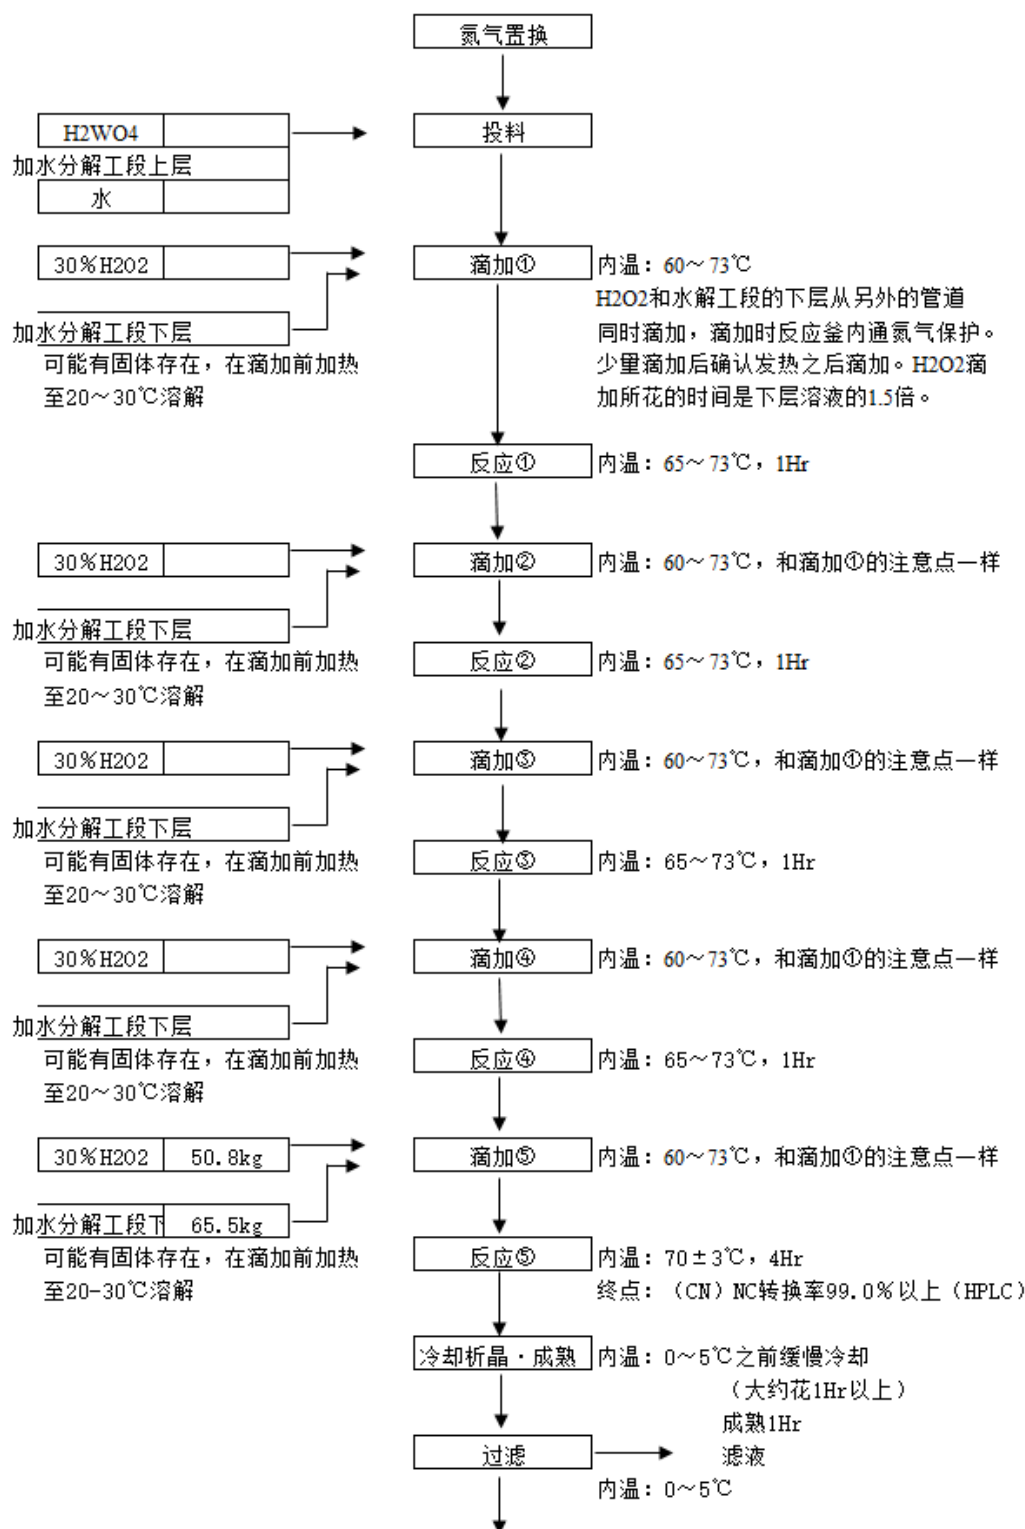 氮气置换
H2WO4
投料
加水分解工段上层
水
30%H2O2
滴加①
内温：60～73℃
H2O2和水解工段的下层从另外的管道
加水分解工段下层
同时滴加，滴加时反应釜内通氮气保护。
可能有固体存在，在滴加前加热
少量滴加后确认发热之后滴加。H2O2滴
至20～30℃溶解
加所花的时间是下层溶液的1.5倍。
反应①
内温：65～73℃，1Hr
30%H2O2
滴加②
内温：60～73℃，和滴加①的注意点一样
加水分解工段下层
可能有固体存在，在滴加前加热
反应②
内温：65～73℃，1Hr
至20～30℃溶解
30%H2O2
滴加③
内温：60～73℃，和滴加①的注意点一样
加水分解工段下层
可能有固体存在，在滴加前加热
反应③
内温：65～73℃，1Hr
至20～30℃溶解
30%H2O2
滴加④
内温：60～73℃，和滴加①的注意点一样
加水分解工段下层
可能有固体存在，在滴加前加热
反应④
内温：65～73℃，1Hr
至20～30℃溶解
30%H2O2 50.8kg
滴加⑤
内温：60～73℃，和滴加①的注意点一样
加水分解工段下 65.5kg
可能有固体存在，在滴加前加热
反应⑤
内温：70±3℃，4Hr
至20-30℃溶解
终点：（CN）NC转换率99.0%以上（HPLC）
冷却析晶·成熟
内温：0～5℃之前缓慢冷却
（大约花1Hr以上）
成熟1Hr
过滤
滤液
内温：0～5℃